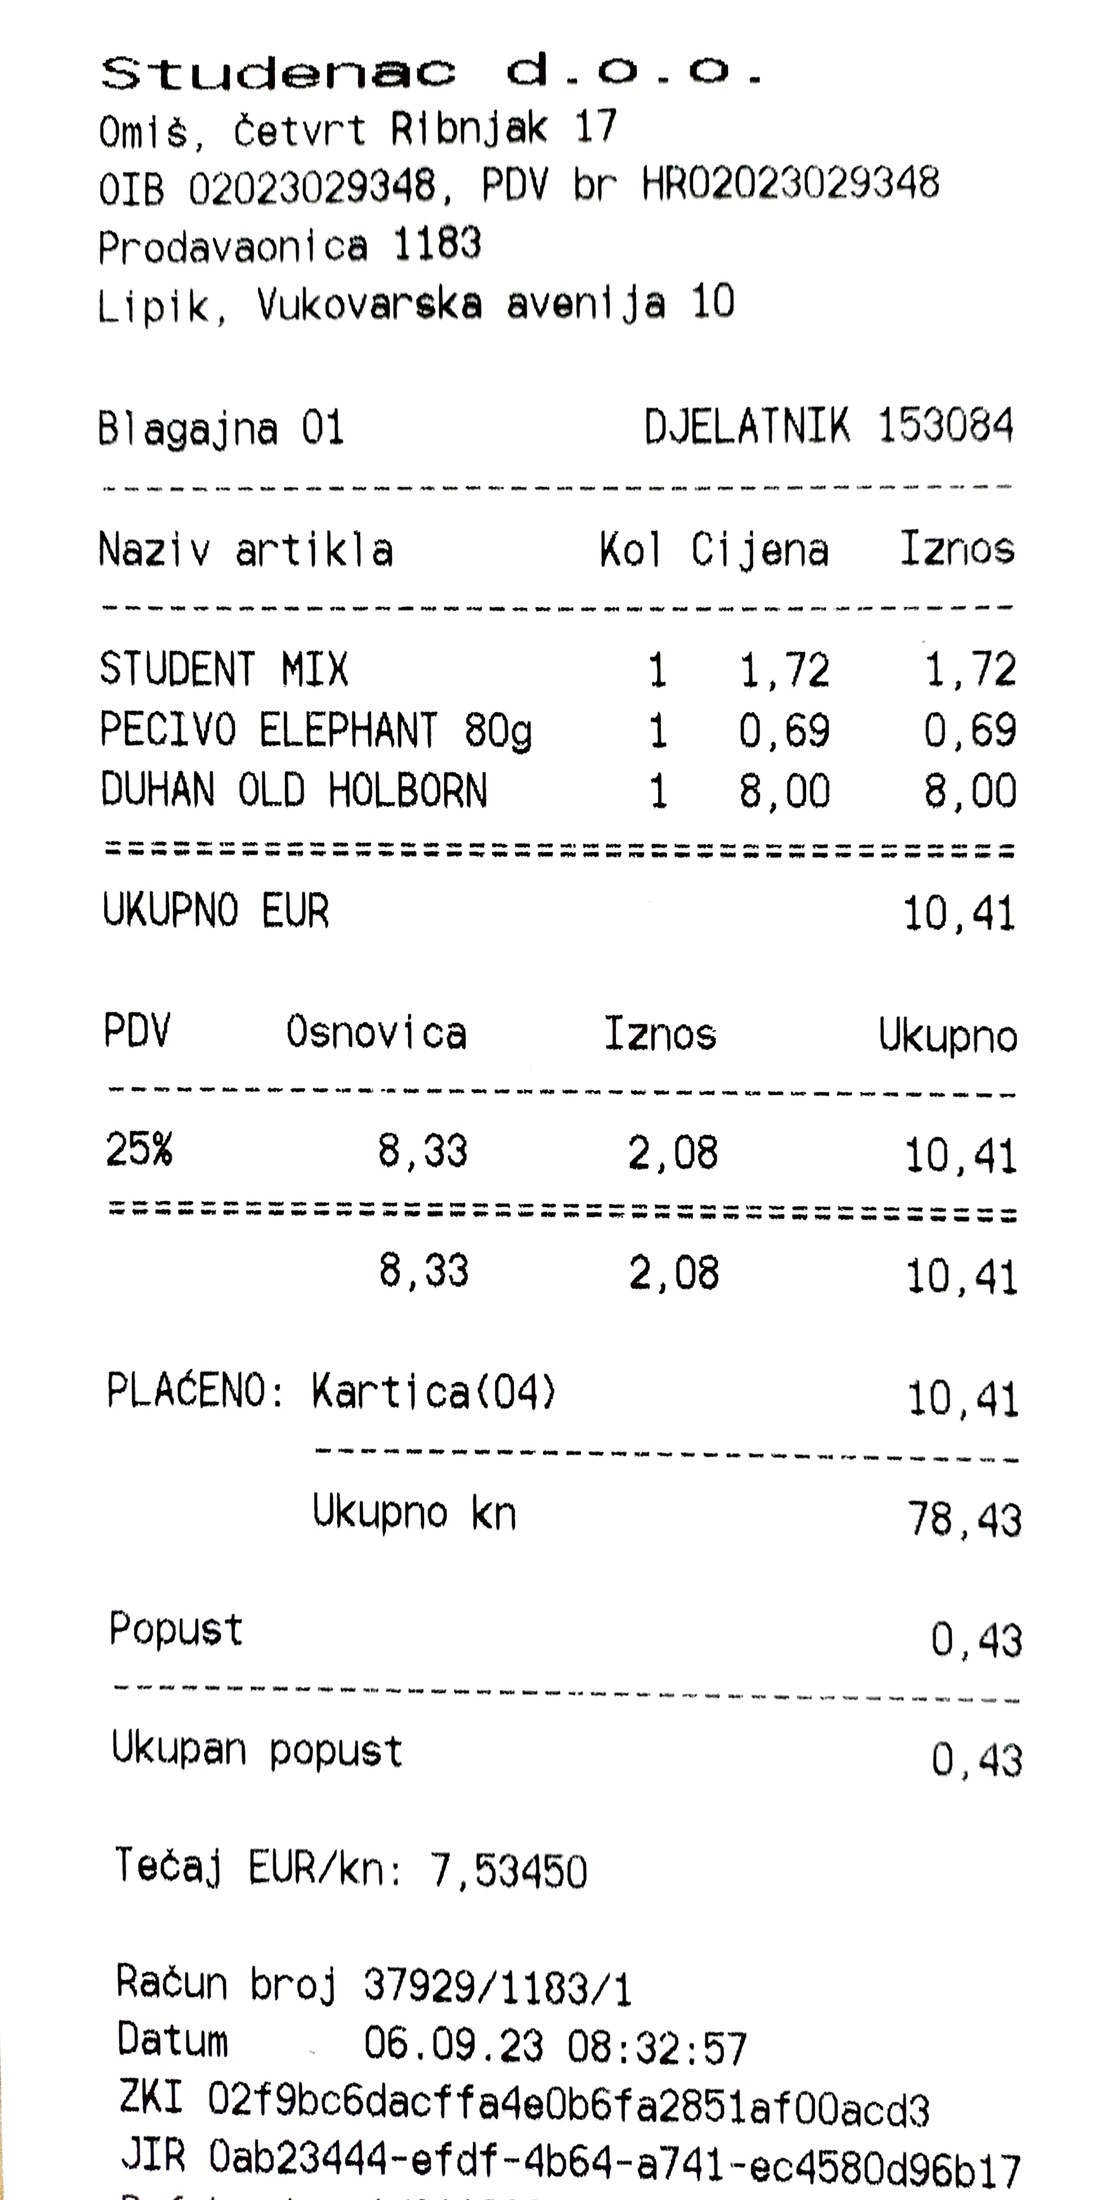 Studenac d.o.o.
Omiš, Četvrt Ribnjak 17
OIB 02023029348, PDV br HR02023029348
Prodavaonica 1183
Lipik, Vukovarska avenija 10
Blagajna 01 DJELATNIK 153084
Naziv artikla Kol Cijena Iznos
STUDENT MIX 1 1,72 1,72
PECIVO ELEPHANT 80g 1 0,69 0,69
DUHAN OLD HOLBORN 1 8,00 8,00
UKUPNO EUR 10,41
PDV Osnovica Iznos Ukupno
25% 8,33 2,08 10,41
8,33 2,08 10,41
PLAĆENO: Kartica(04) 10,41
Ukupno kn 78,43
Popust 0,43
Ukupan popust 0,43
Tečaj EUR/kn: 7,53450
Račun broj 37929/1183/1
Datum 06.09.23 08:32:57
ZKI 02f9bc6dacffa4e0b6fa2851af00acd3
JIR 0ab23444-efdf-4b64-a741-ec4580d96b17